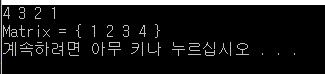 4 3 2 1
Matrix = { 1 2 3 4 }
계속하려면 아무 키나 누르십시오 . . .